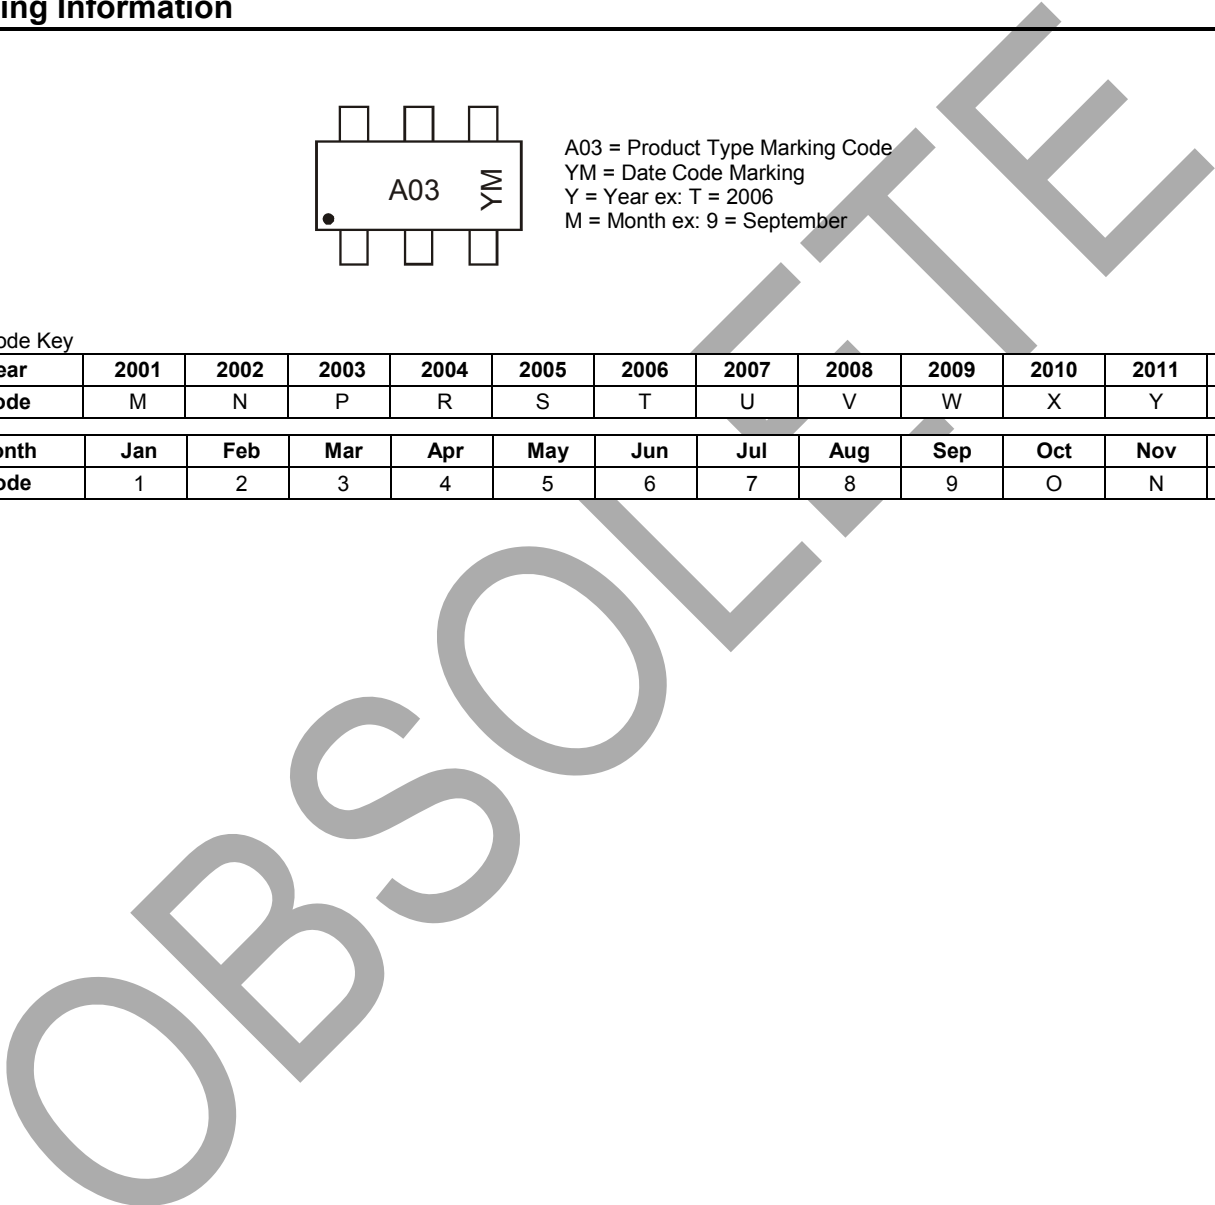 ing Information
A03
YM
A03 = Product Type Marking Code
YM = Date Code Marking
Y = Year ex: T = 2006
M = Month ex: 9 = September
ode Key
ear 2001 2002 2003 2004 2005 2006 2007 2008 2009 2010 2011
ode M N P R S T U V W X Y
onth Jan Feb Mar Apr May Jun Jul Aug Sep Oct Nov
ode 1 2 3 4 5 6 7 8 9 O N
OBSOLETE